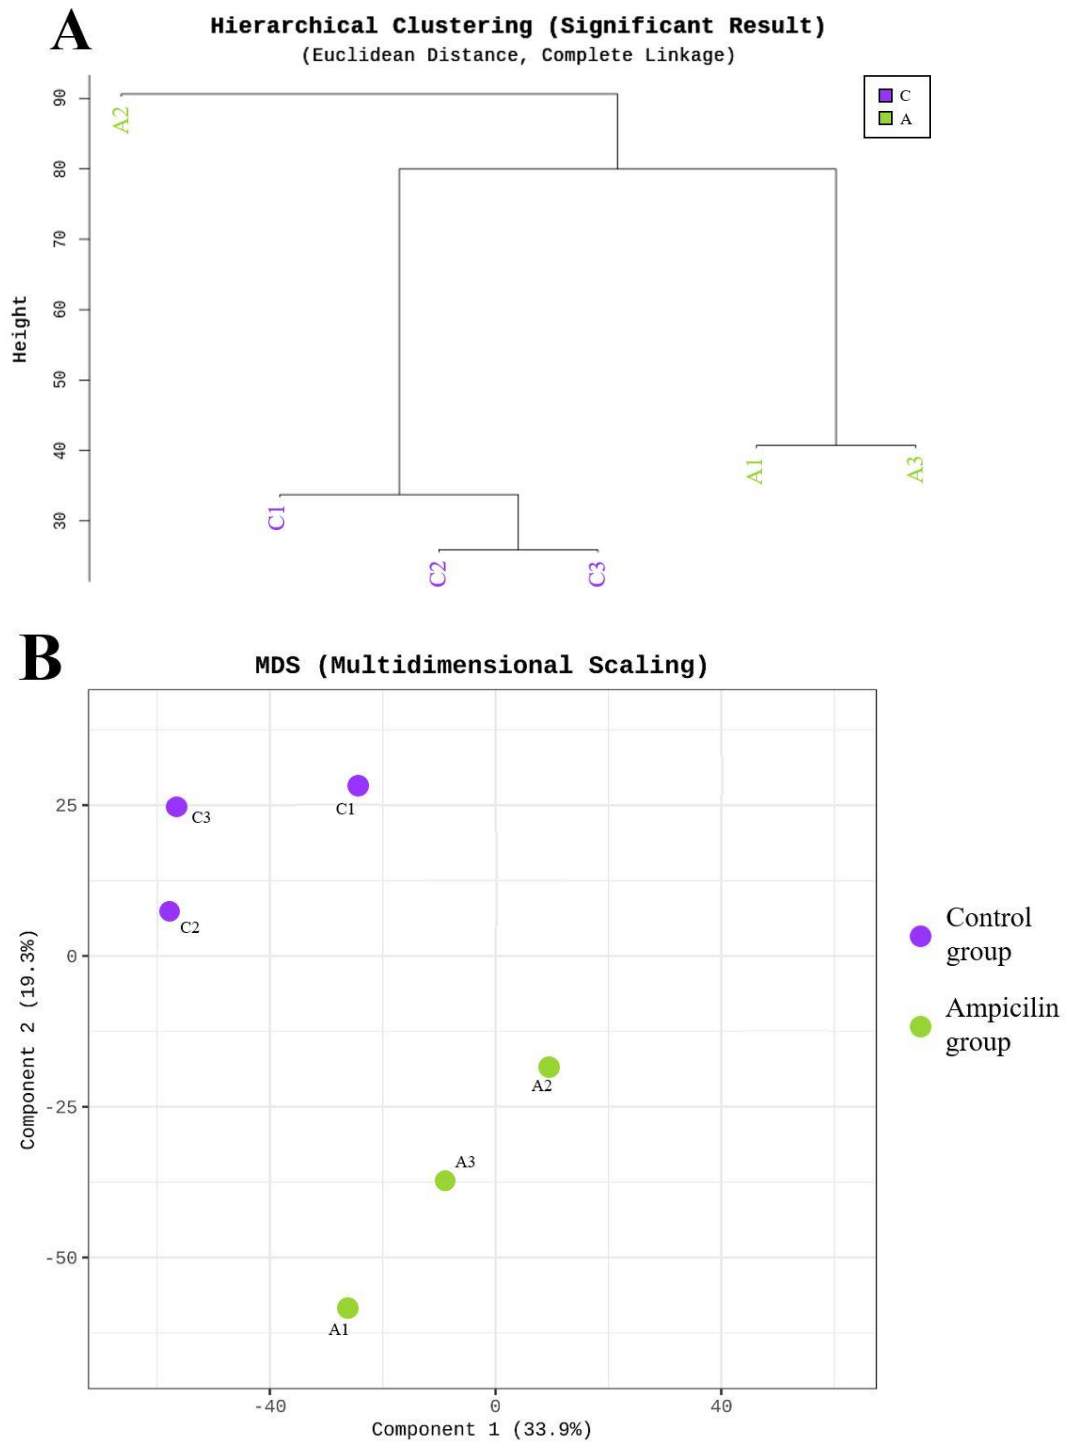 A
Hierarchical Clustering (Significant Result)
(Euclidean Distance, Complete Linkage)
C
A
Height
90
80
70
60
50
40
30
A2
C1
C2
C3
A1
A3
B
MDS (Multidimensional Scaling)
Component 2 (19.3%)
25
0
-25
-50
C3
C1
C2
A2
A3
A1
Control
group
Ampicilin
group
-40
0
40
Component 1 (33.9%)